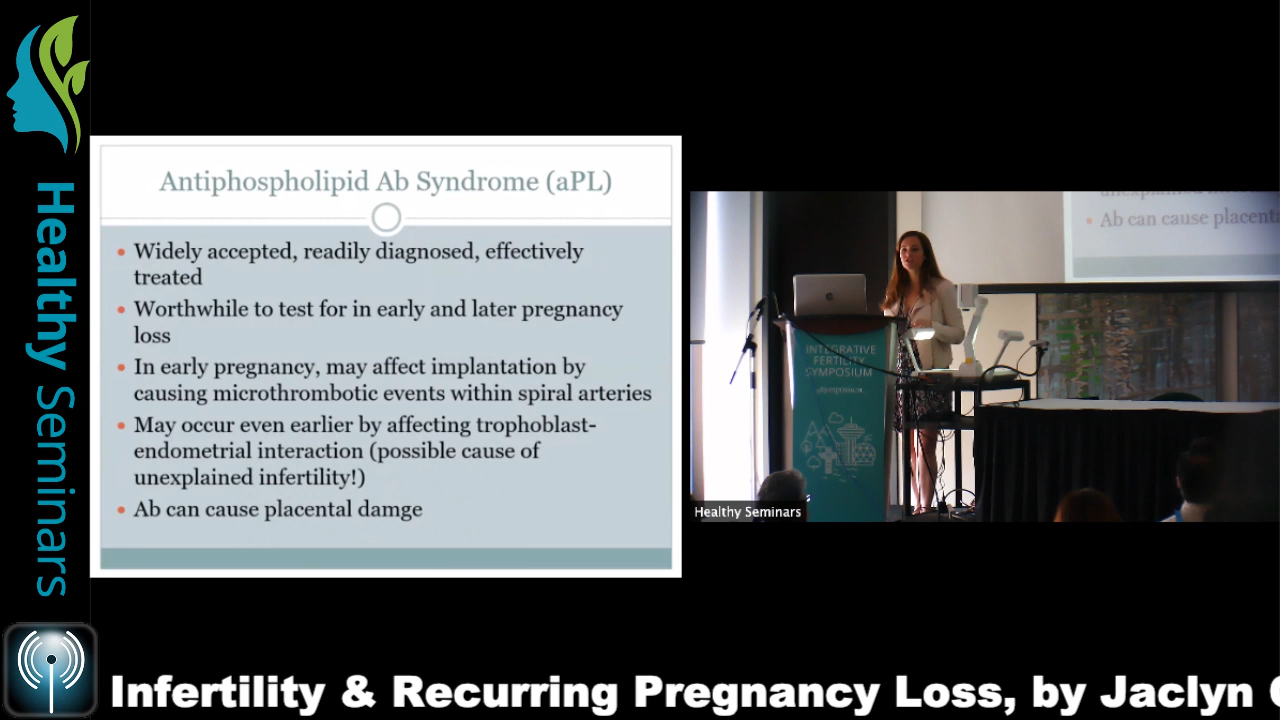 Healthy Seminars
Antiphospholipid Ab Syndrome (aPL)
• Widely accepted, readily diagnosed, effectively
treated
• Worthwhile to test for in early and later pregnancy
loss
• In early pregnancy, may affect implantation by
causing microthrombotic events within spiral arteries
• May occur even earlier by affecting trophoblast-
endometrial interaction (possible cause of
unexplained infertility!)
• Ab can cause placental damge
• Ab can cause placent
INTEGRATIVE
FERTILITY
SYMPOSIUM
Healthy Seminars
Infertility & Recurring Pregnancy Loss, by Jaclyn